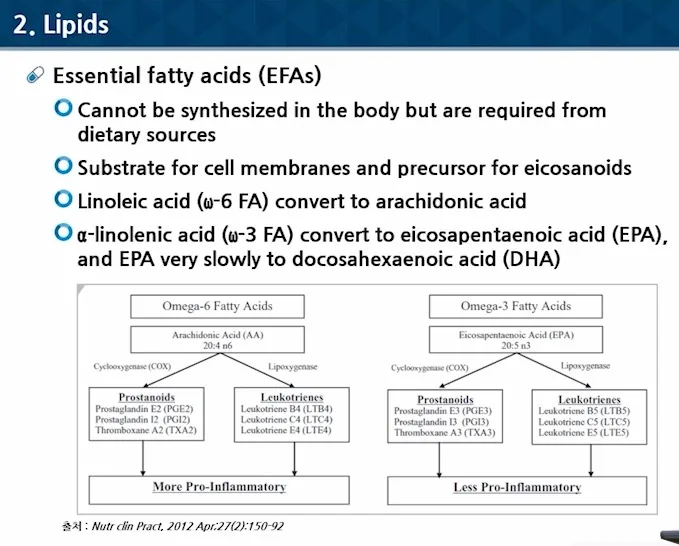 2. Lipids
Essential fatty acids (EFAs)
Cannot be synthesized in the body but are required from
dietary sources
Substrate for cell membranes and precursor for eicosanoids
Linoleic acid (ω-6 FA) convert to arachidonic acid
α-linolenic acid (ω-3 FA) convert to eicosapentaenoic acid (EPA),
and EPA very slowly to docosahexaenoic acid (DHA)
Omega-6 Fatty Acids
Arachidonic Acid (AA)
20:4 n6
Cyclooxygenase (COX)
Lipoxygenase
Prostanoids
Prostaglandin E2 (PGE2)
Prostaglandin I2 (PGI2)
Thromboxane A2 (TXA2)
Leukotrienes
Leukotriene B4 (LTB4)
Leukotriene C4 (LTC4)
Leukotriene E4 (LTE4)
More Pro-Inflammatory
Omega-3 Fatty Acids
Eicosapentaenoic Acid (EPA)
20:5 n3
Cyclooxygenase (COX)
Lipoxygenase
Prostanoids
Prostaglandin E3 (PGE3)
Prostaglandin I3 (PGI3)
Thromboxane A3 (TXA3)
Leukotrienes
Leukotriene B5 (LTB5)
Leukotriene C5 (LTC5)
Leukotriene E5 (LTE5)
Less Pro-Inflammatory
출처 : Nutr clin Pract, 2012 Apr;27(2):150-92